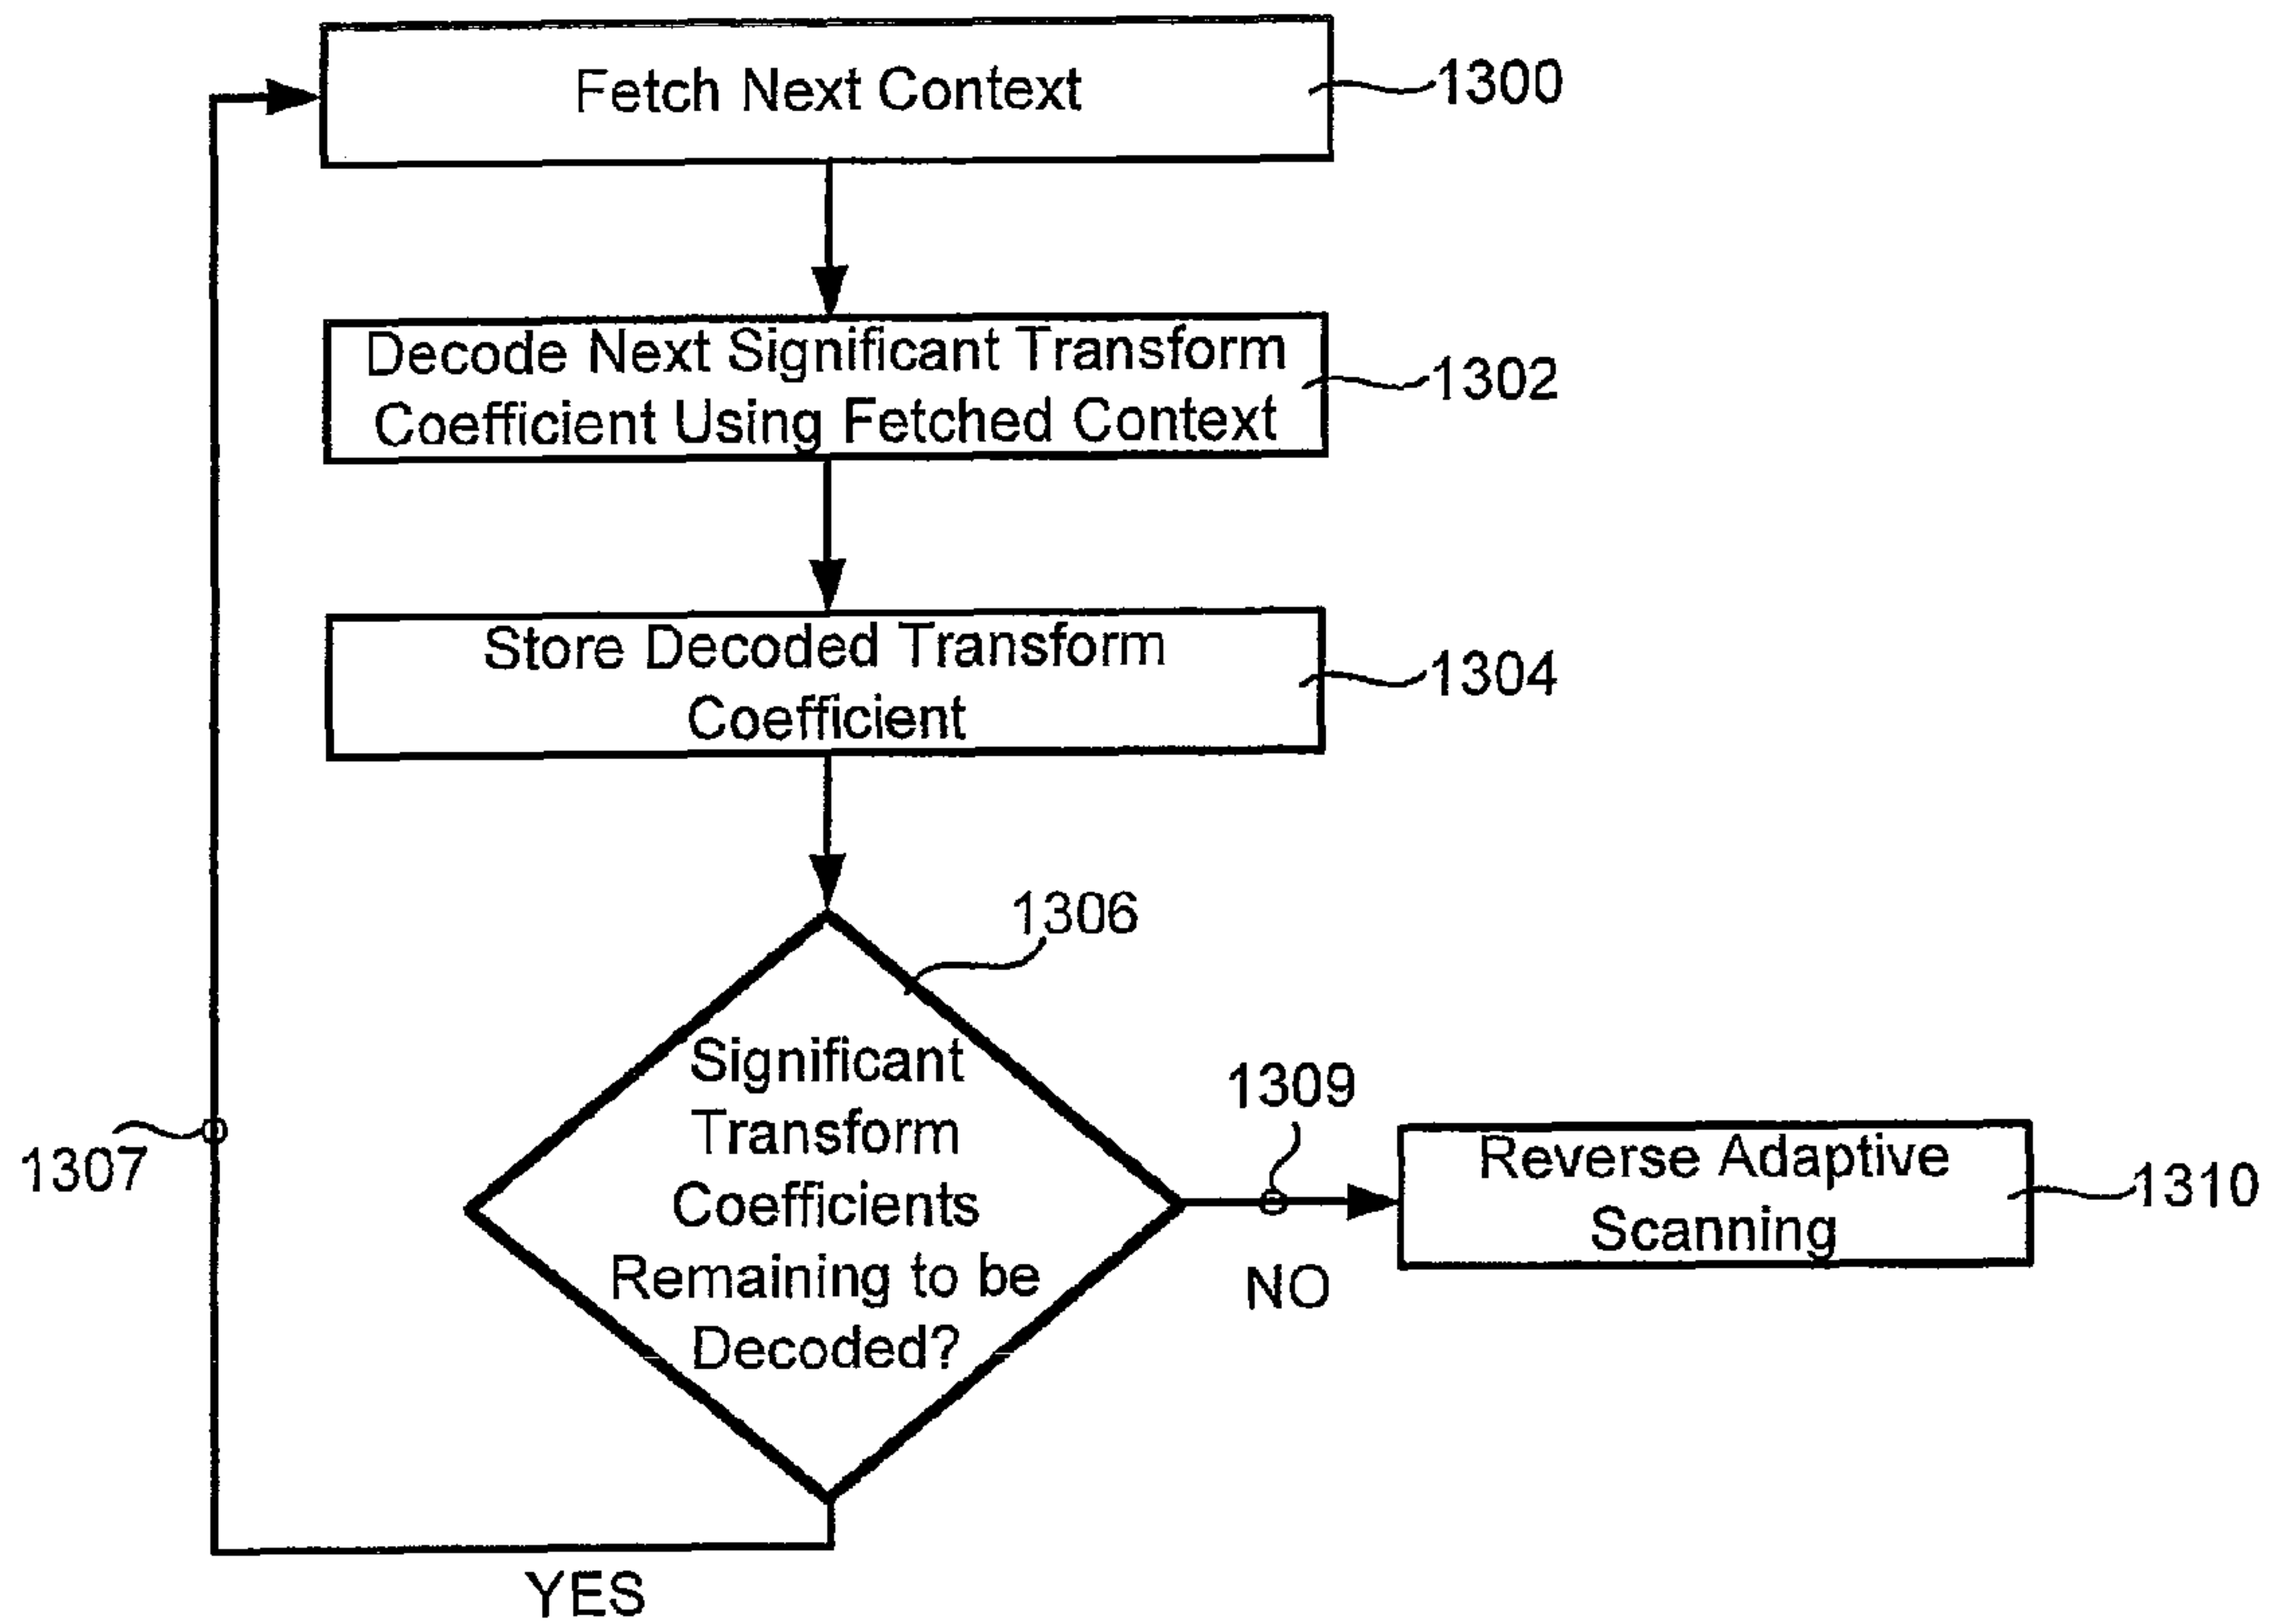 Fetch Next Context
1300
Decode Next Significant Transform
Coefficient Using Fetched Context
1302
Store Decoded Transform
Coefficient
1304
1306
Significant
Transform
Coefficients
Remaining to be
Decoded?
1307
1309
NO
Reverse Adaptive
Scanning
1310
YES